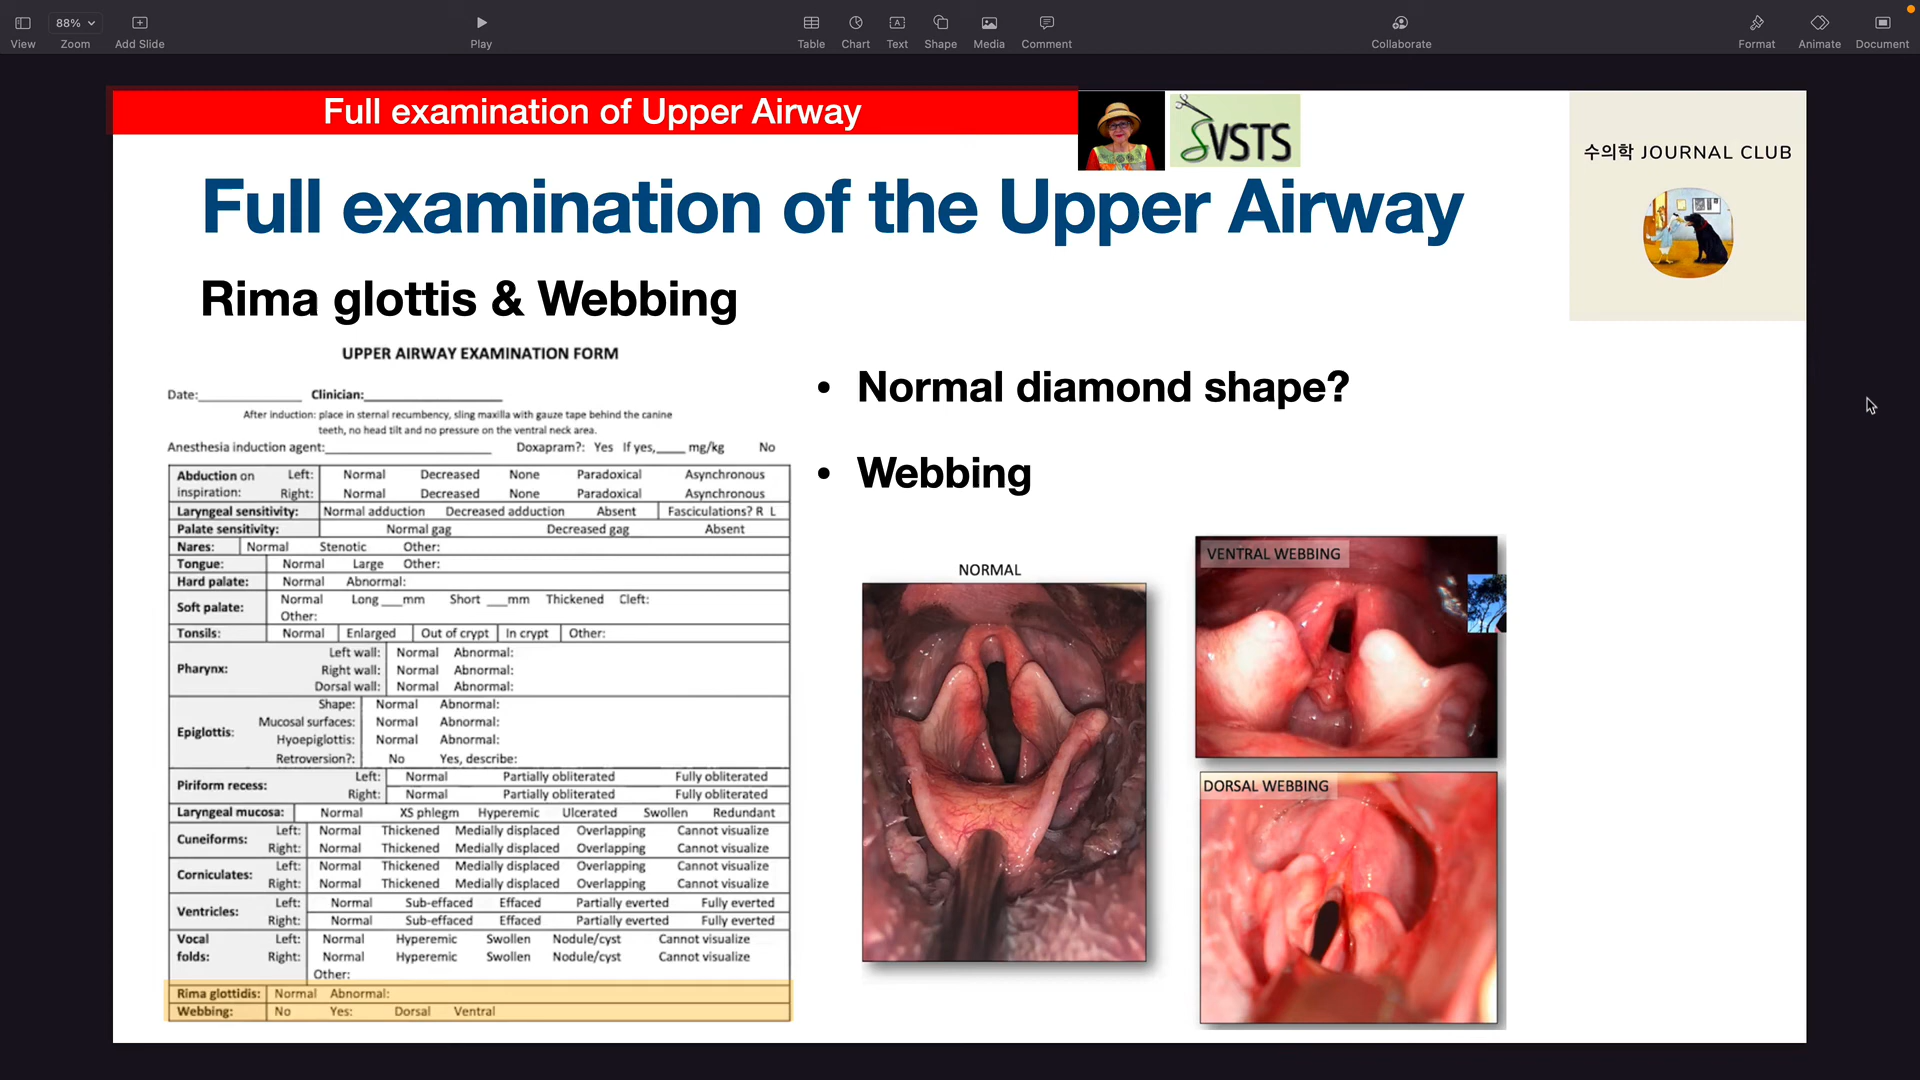 View
88%
Zoom
Add Slide
Play
Table
Chart
Text
Shape
Media
Comment
Collaborate
Format
Animate
Document
Full examination of Upper Airway
SVSTS
수의학 JOURNAL CLUB
Full examination of the Upper Airway
Rima glottis & Webbing
UPPER AIRWAY EXAMINATION FORM
Date:____________ Clinician:________________
After induction: place in sternal recumbency, sling maxilla with gauze tape behind the canine
teeth, no head tilt and no pressure on the ventral neck area.
Anesthesia induction agent:___________________ Doxapram?: Yes If yes,____ mg/kg No
Abduction on Left: Normal Decreased None Paradoxical Asynchronous
inspiration: Right: Normal Decreased None Paradoxical Asynchronous
Laryngeal sensitivity: Normal adduction Decreased adduction Absent Fasciculations? R L
Palate sensitivity: Normal gag Decreased gag Absent
Nares: Normal Stenotic Other:
Tongue: Normal Large Other:
Hard palate: Normal Abnormal:
Soft palate: Normal Long ___mm Short ___mm Thickened Cleft:
Other:
Tonsils: Normal Enlarged Out of crypt In crypt Other:
Pharynx: Left wall: Normal Abnormal:
Right wall: Normal Abnormal:
Dorsal wall: Normal Abnormal:
Epiglottis: Shape: Normal Abnormal:
Mucosal surfaces: Normal Abnormal:
Hyoepiglottis: Normal Abnormal:
Retroversion?: No Yes, describe:
Piriform recess: Left: Normal Partially obliterated Fully obliterated
Right: Normal Partially obliterated Fully obliterated
Laryngeal mucosa: Normal XS phlegm Hyperemic Ulcerated Swollen Redundant
Cuneiforms: Left: Normal Thickened Medially displaced Overlapping Cannot visualize
Right: Normal Thickened Medially displaced Overlapping Cannot visualize
Corniculates: Left: Normal Thickened Medially displaced Overlapping Cannot visualize
Right: Normal Thickened Medially displaced Overlapping Cannot visualize
Ventricles: Left: Normal Sub-effaced Effaced Partially everted Fully everted
Right: Normal Sub-effaced Effaced Partially everted Fully everted
Vocal Left: Normal Hyperemic Swollen Nodule/cyst Cannot visualize
folds: Right: Normal Hyperemic Swollen Nodule/cyst Cannot visualize
Other:
Rima glottidis: Normal Abnormal:
Webbing: No Yes: Dorsal Ventral
• Normal diamond shape?
• Webbing
NORMAL
VENTRAL WEBBING
DORSAL WEBBING